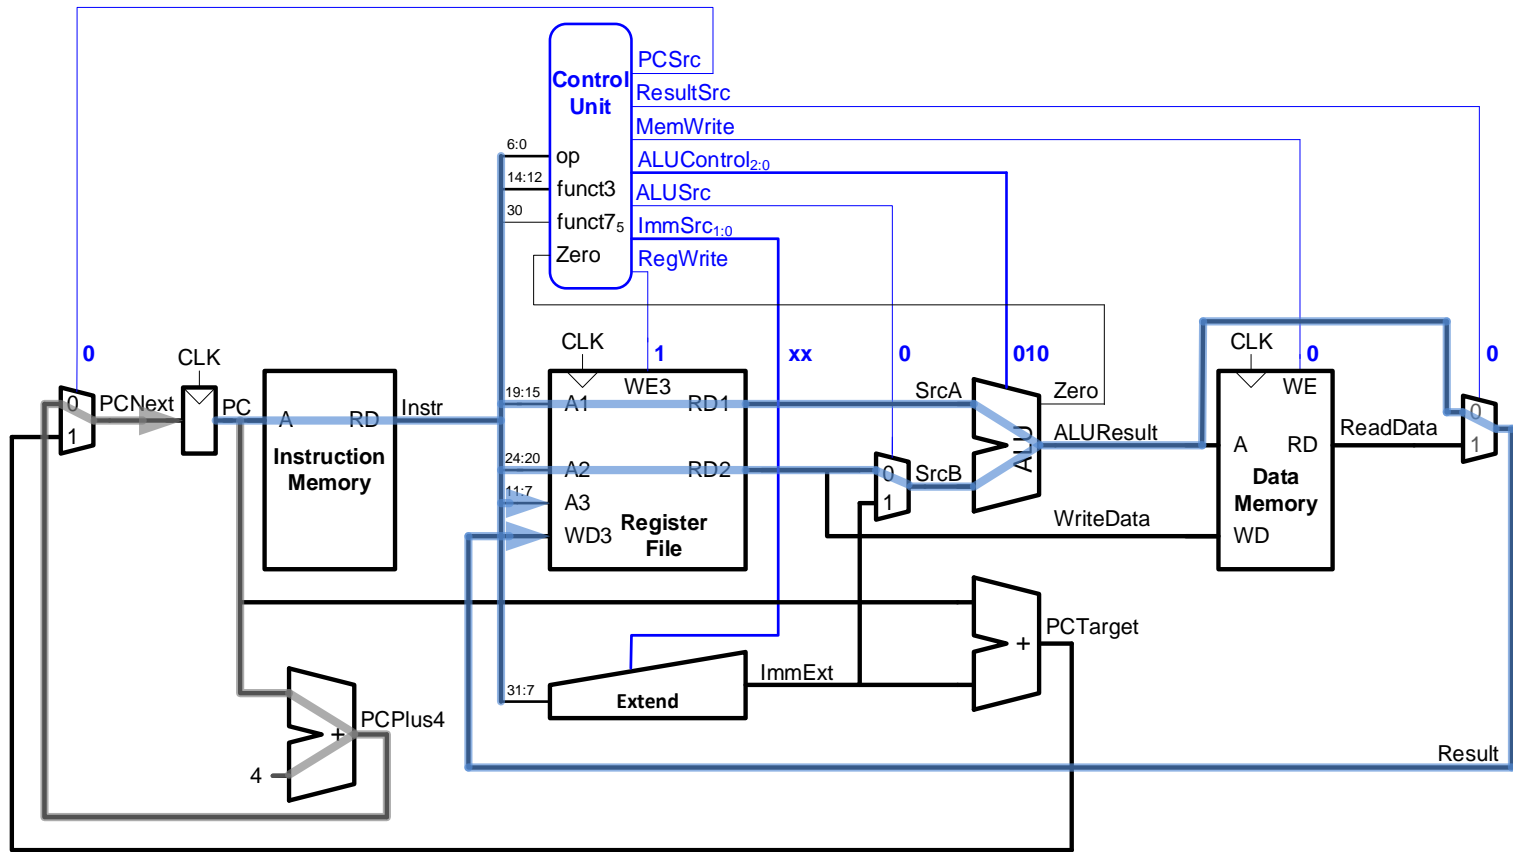 PCSrc
Control
Unit
ResultSrc
MemWrite
6:0
op
ALUControl2:0
14:12
funct3
ALUSrc
30
funct75
ImmSrc1:0
Zero
RegWrite
0
CLK
CLK
1
xx
0
010
CLK
0
0
0
PCNext
PC
A
RD
Instr
19:15
A1
WE3
RD1
SrcA
Zero
WE
0
1
ALU
ALUResult
A
RD
ReadData
1
Instruction
Memory
24:20
A2
RD2
0
SrcB
Data
Memory
11:7
A3
1
WD3
Register
File
WriteData
WD
+
PCTarget
31:7
Extend
ImmExt
PCPlus4
+
4
Result